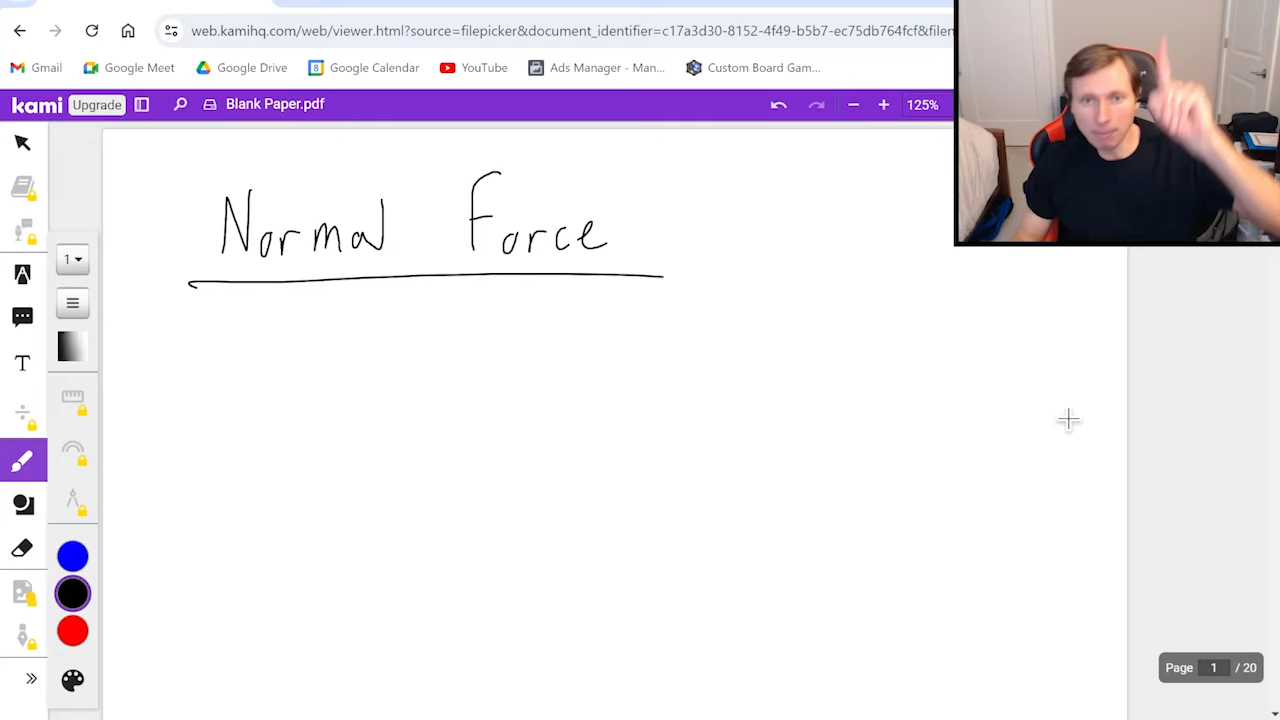 web.kamihq.com/web/viewer.html?source=filepicker&document_identifier=c17a3d30-8152-4f49-b5b7-ec75db764fcf&filen
Gmail Google Meet Google Drive 8 Google Calendar YouTube Ads Manager - Man... Custom Board Gam...
kami Upgrade Blank Paper.pdf 125%
Normal Force
1
T
Page 1 / 20